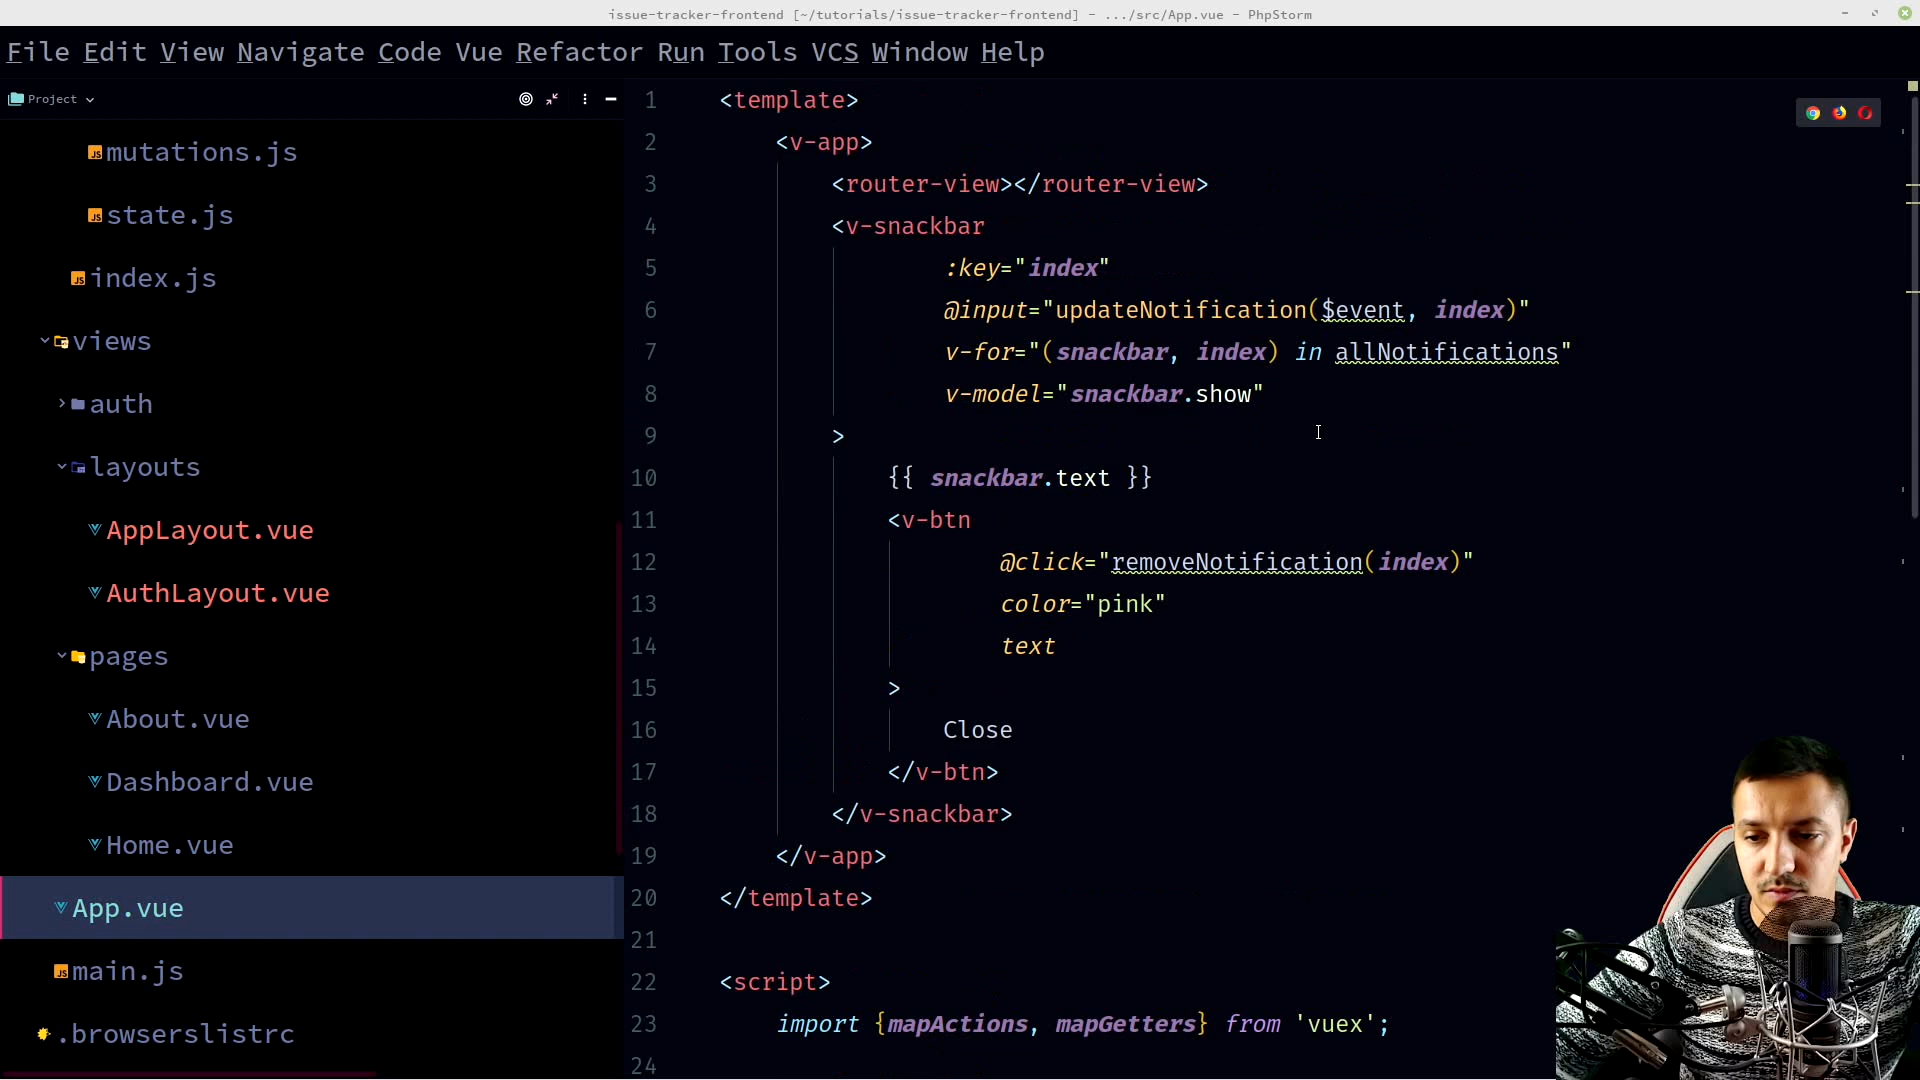 issue-tracker-frontend [~/tutorials/issue-tracker-frontend] - .../src/App.vue - PhpStorm
File Edit View Navigate Code Vue Refactor Run Tools VCS Window Help
Project
mutations.js
state.js
index.js
views
auth
layouts
AppLayout.vue
AuthLayout.vue
pages
About.vue
Dashboard.vue
Home.vue
App.vue
main.js
.browserslistrc
1 <template>
2 <v-app>
3 <router-view></router-view>
4 <v-snackbar
5 :key="index"
6 @input="updateNotification($event, index)"
7 v-for="(snackbar, index) in allNotifications"
8 v-model="snackbar.show"
9 >
10 {{ snackbar.text }}
11 <v-btn
12 @click="removeNotification(index)"
13 color="pink"
14 text
15 >
16 Close
17 </v-btn>
18 </v-snackbar>
19 </v-app>
20 </template>
21
22 <script>
23 import {mapActions, mapGetters} from 'vuex';
24